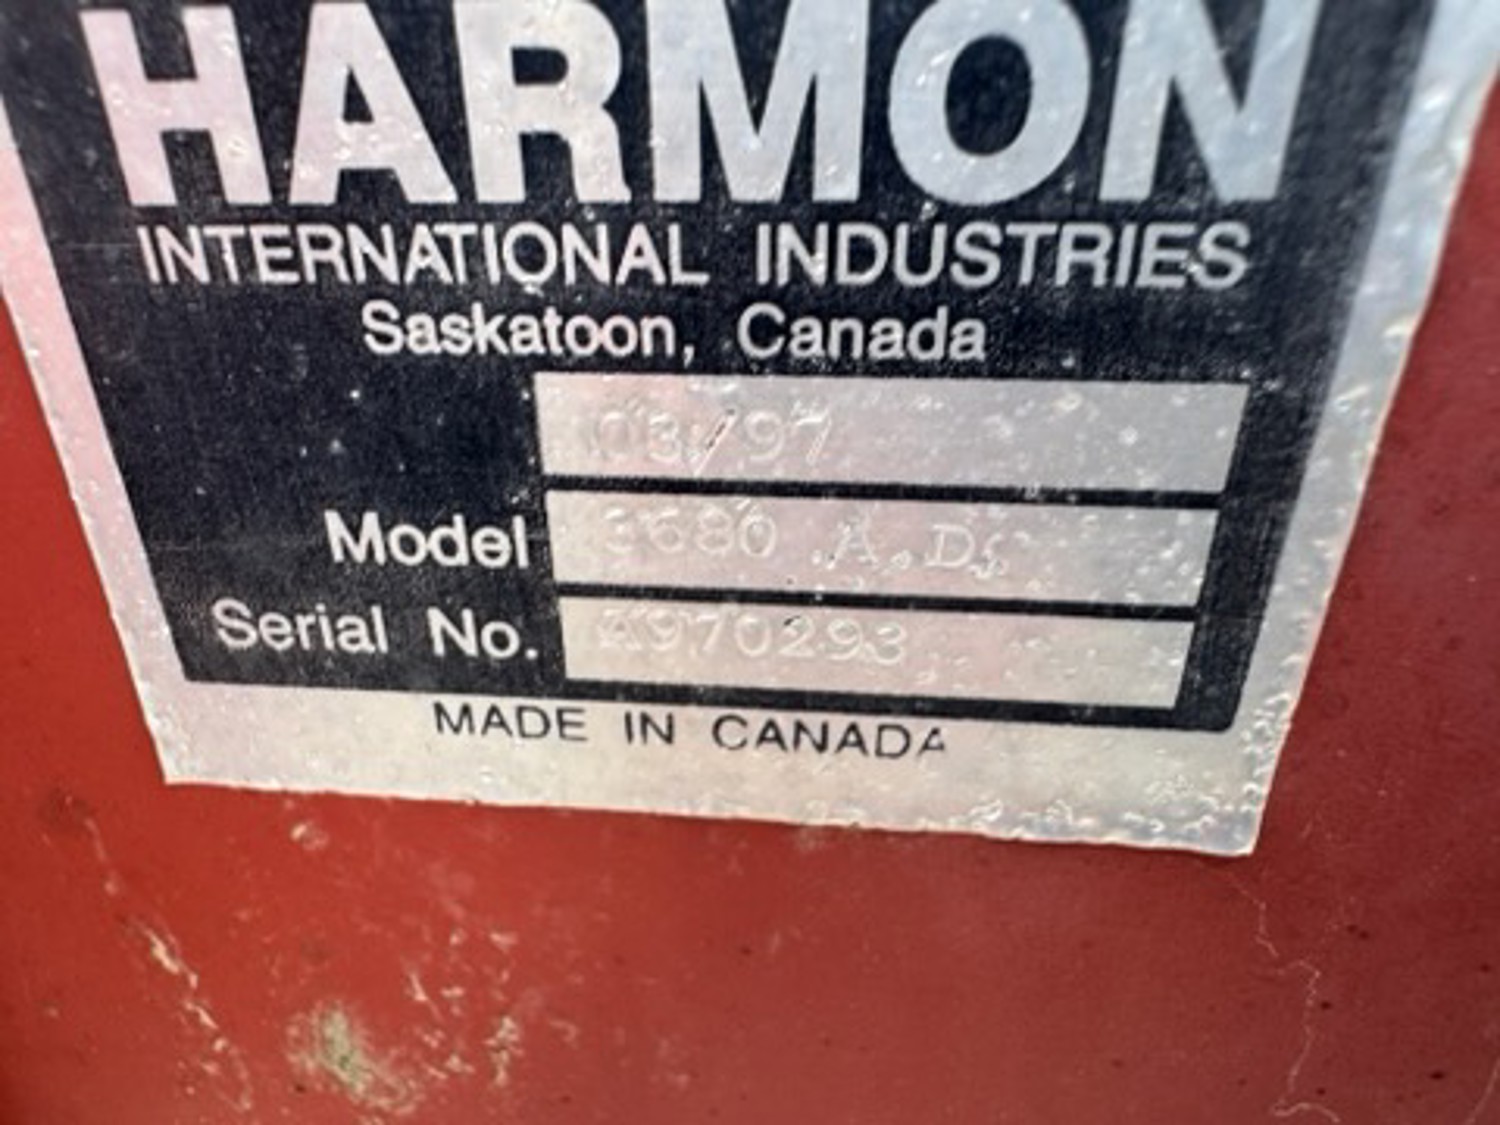 HARMON
INTERNATIONAL INDUSTRIES
Saskatoon, Canada
03/97
Model 3680 A.D.
Serial No. A970293
MADE IN CANADA